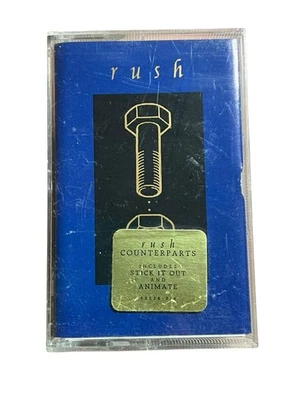 rush
rush
COUNTERPARTS
INCLUDES
STICK IT OUT
AND
ANIMATE